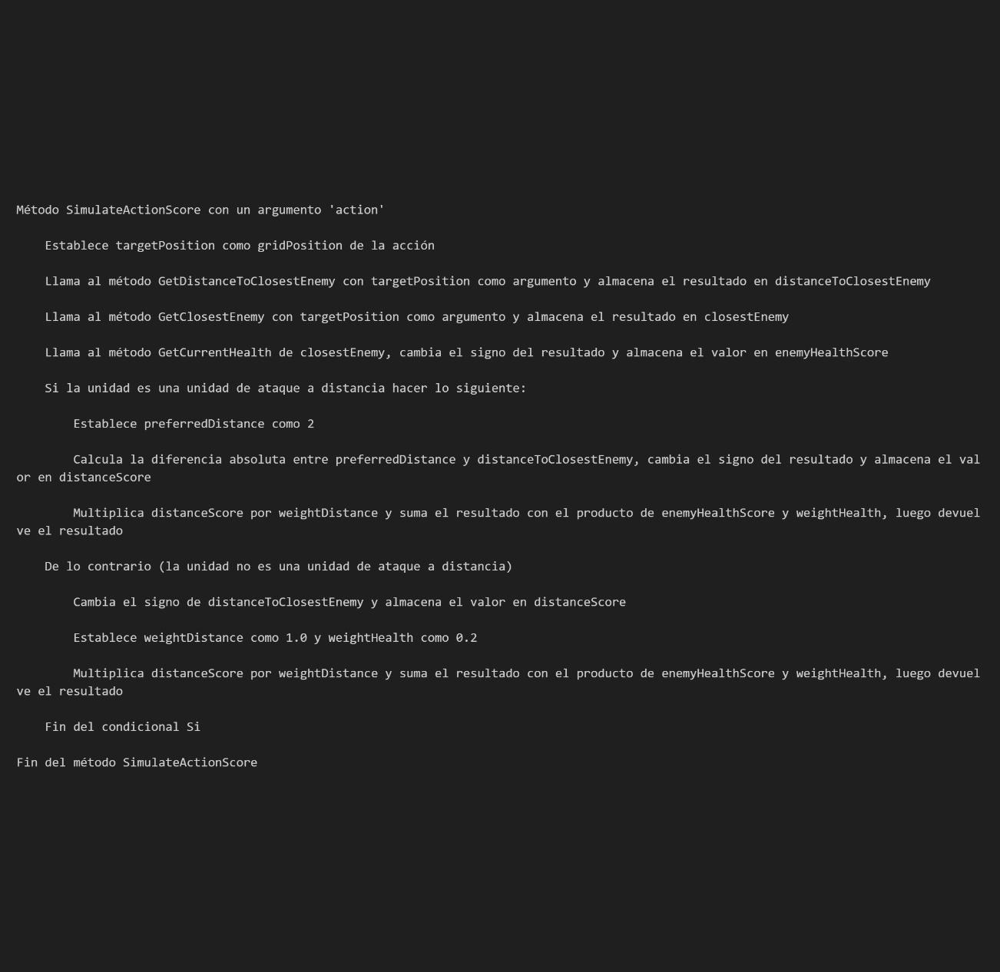 Método SimulateActionScore con un argumento 'action'
Establece targetPosition como gridPosition de la acción
Llama al método GetDistanceToClosestEnemy con targetPosition como argumento y almacena el resultado en distanceToClosestEnemy
Llama al método GetClosestEnemy con targetPosition como argumento y almacena el resultado en closestEnemy
Llama al método GetCurrentHealth de closestEnemy, cambia el signo del resultado y almacena el valor en enemyHealthScore
Si la unidad es una unidad de ataque a distancia hacer lo siguiente:
Establece preferredDistance como 2
Calcula la diferencia absoluta entre preferredDistance y distanceToClosestEnemy, cambia el signo del resultado y almacena el val
or en distanceScore
Multiplica distanceScore por weightDistance y suma el resultado con el producto de enemyHealthScore y weightHealth, luego devuel
ve el resultado
De lo contrario (la unidad no es una unidad de ataque a distancia)
Cambia el signo de distanceToClosestEnemy y almacena el valor en distanceScore
Establece weightDistance como 1.0 y weightHealth como 0.2
Multiplica distanceScore por weightDistance y suma el resultado con el producto de enemyHealthScore y weightHealth, luego devuel
ve el resultado
Fin del condicional Si
Fin del método SimulateActionScore